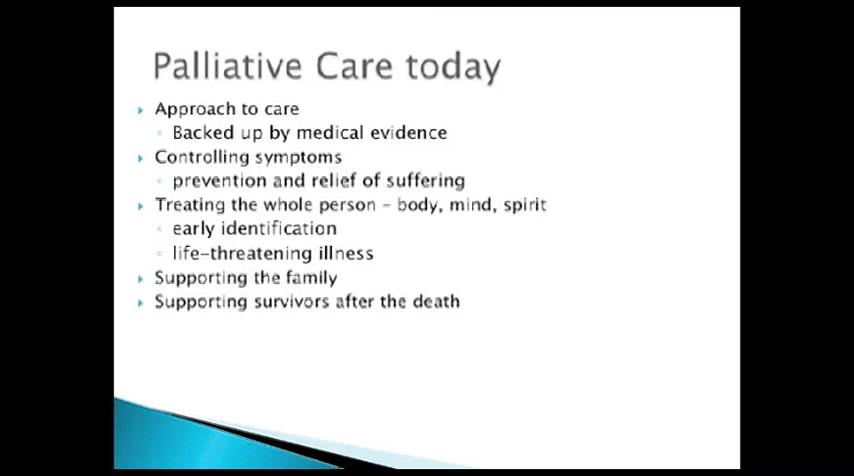 Palliative Care today
Approach to care
Backed up by medical evidence
Controlling symptoms
prevention and relief of suffering
Treating the whole person – body, mind, spirit
early identification
life-threatening illness
Supporting the family
Supporting survivors after the death